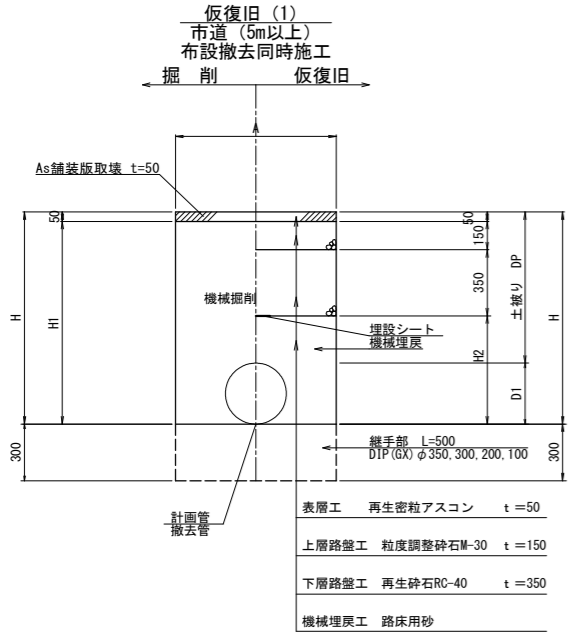 仮復旧 (1)
市道 (5m以上)
布設撤去同時施工
掘 削 仮復旧
As舗装版取壊 t=50
50
50
150
350
H
H1
機械掘削
埋設シート
機械埋戻
H2
土被り DP
D1
H
300
300
継手部 L=500
DIP(GX)φ350,300,200,100
計画管
撤去管
表層工 再生密粒アスコン t=50
上層路盤工 粒度調整砕石M-30 t=150
下層路盤工 再生砕石RC-40 t=350
機械埋戻工 路床用砂